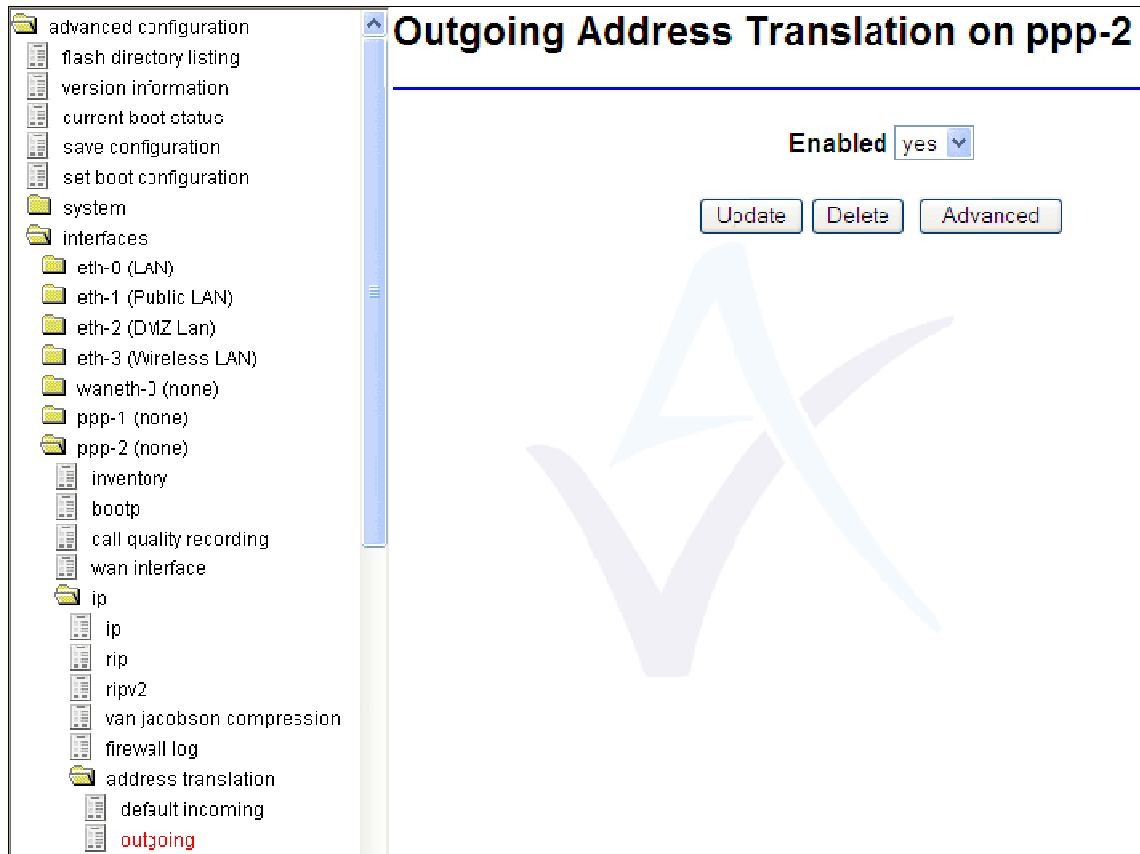 advanced configuration
flash directory listing
version information
current boot status
save configuration
set boot configuration
system
interfaces
eth-0 (LAN)
eth-1 (Public LAN)
eth-2 (DMZ Lan)
eth-3 (Wireless LAN)
waneth-0 (none)
ppp-1 (none)
ppp-2 (none)
inventory
bootp
call quality recording
wan interface
ip
ip
rip
ripv2
van jacobson compression
firewall log
address translation
default incoming
outgoing
Outgoing Address Translation on ppp-2
Enabled yes
Update Delete Advanced